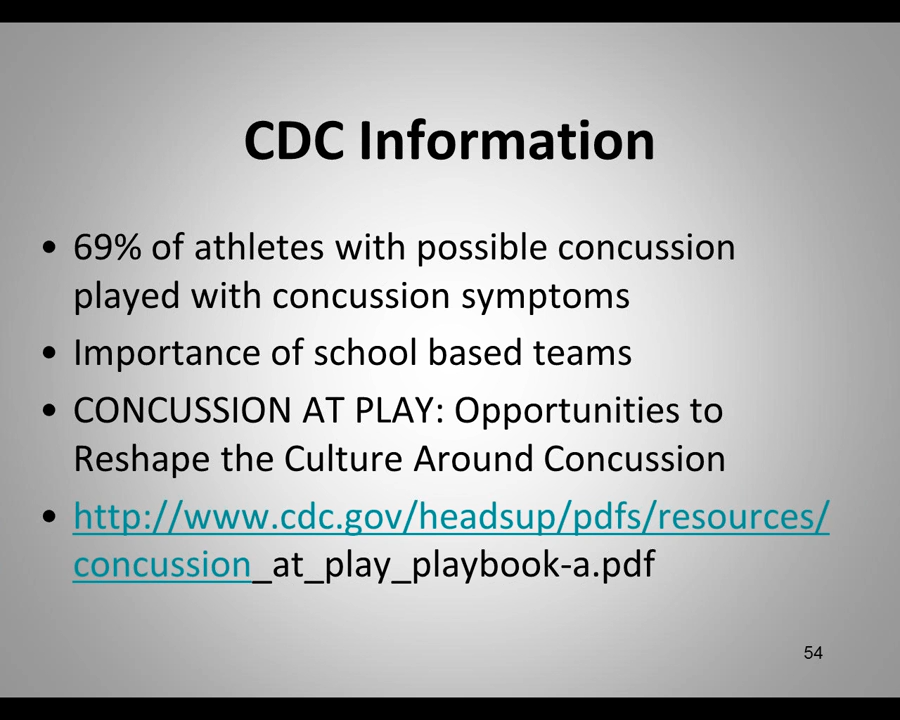 CDC Information
• 69% of athletes with possible concussion
played with concussion symptoms
• Importance of school based teams
• CONCUSSION AT PLAY: Opportunities to
Reshape the Culture Around Concussion
• http://www.cdc.gov/headsup/pdfs/resources/
concussion_at_play_playbook-a.pdf
54